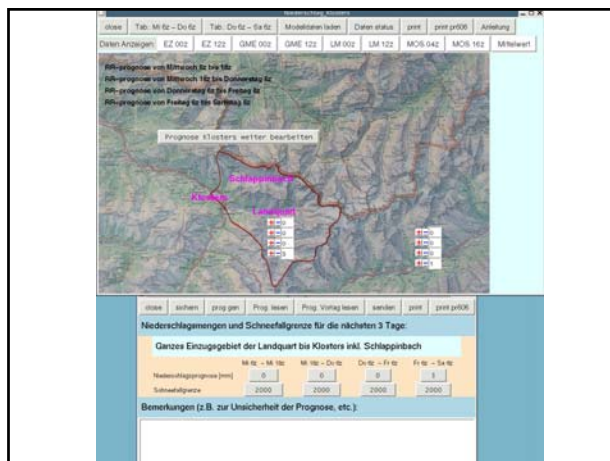 Niederschlag Klosters
close Tab. Mi 6z - Do 6z Tab. Do 6z - Sa 6z Modelldaten laden Daten status print print pr606 Anleitung
Daten Anzeigen: EZ 00z EZ 12z GME 00z GME 12z LM 00z LM 12z MOS 04z MOS 16z Mittelwert
RR-prognose von Mittwoch 6z bis 18z
RR-prognose von Mittwoch 18z bis Donnerstag 6z
RR-prognose von Donnerstag 6z bis Freitag 6z
RR-prognose von Freitag 6z bis Samstag 6z
Prognose Klosters weiter bearbeiten
Schlappinbach
Klosters
Landquart
close sichern prog gen Prog. lesen Prog. Vortag lesen senden print print pr606
Niederschlagsmengen und Schneefallgrenze für die nächsten 3 Tage:
Ganzes Einzugsgebiet der Landquart bis Klosters inkl. Schlappinbach
Mi 6z - Mi 18z Mi 18z - Do 6z Do 6z - Fr 6z Fr 6z - Sa 6z
Niederschlagsprognose [mm] 0 0 0
Schneefallgrenze 2000 2000 2000 2000
Bemerkungen (z.B. zur Unsicherheit der Prognose, etc.):